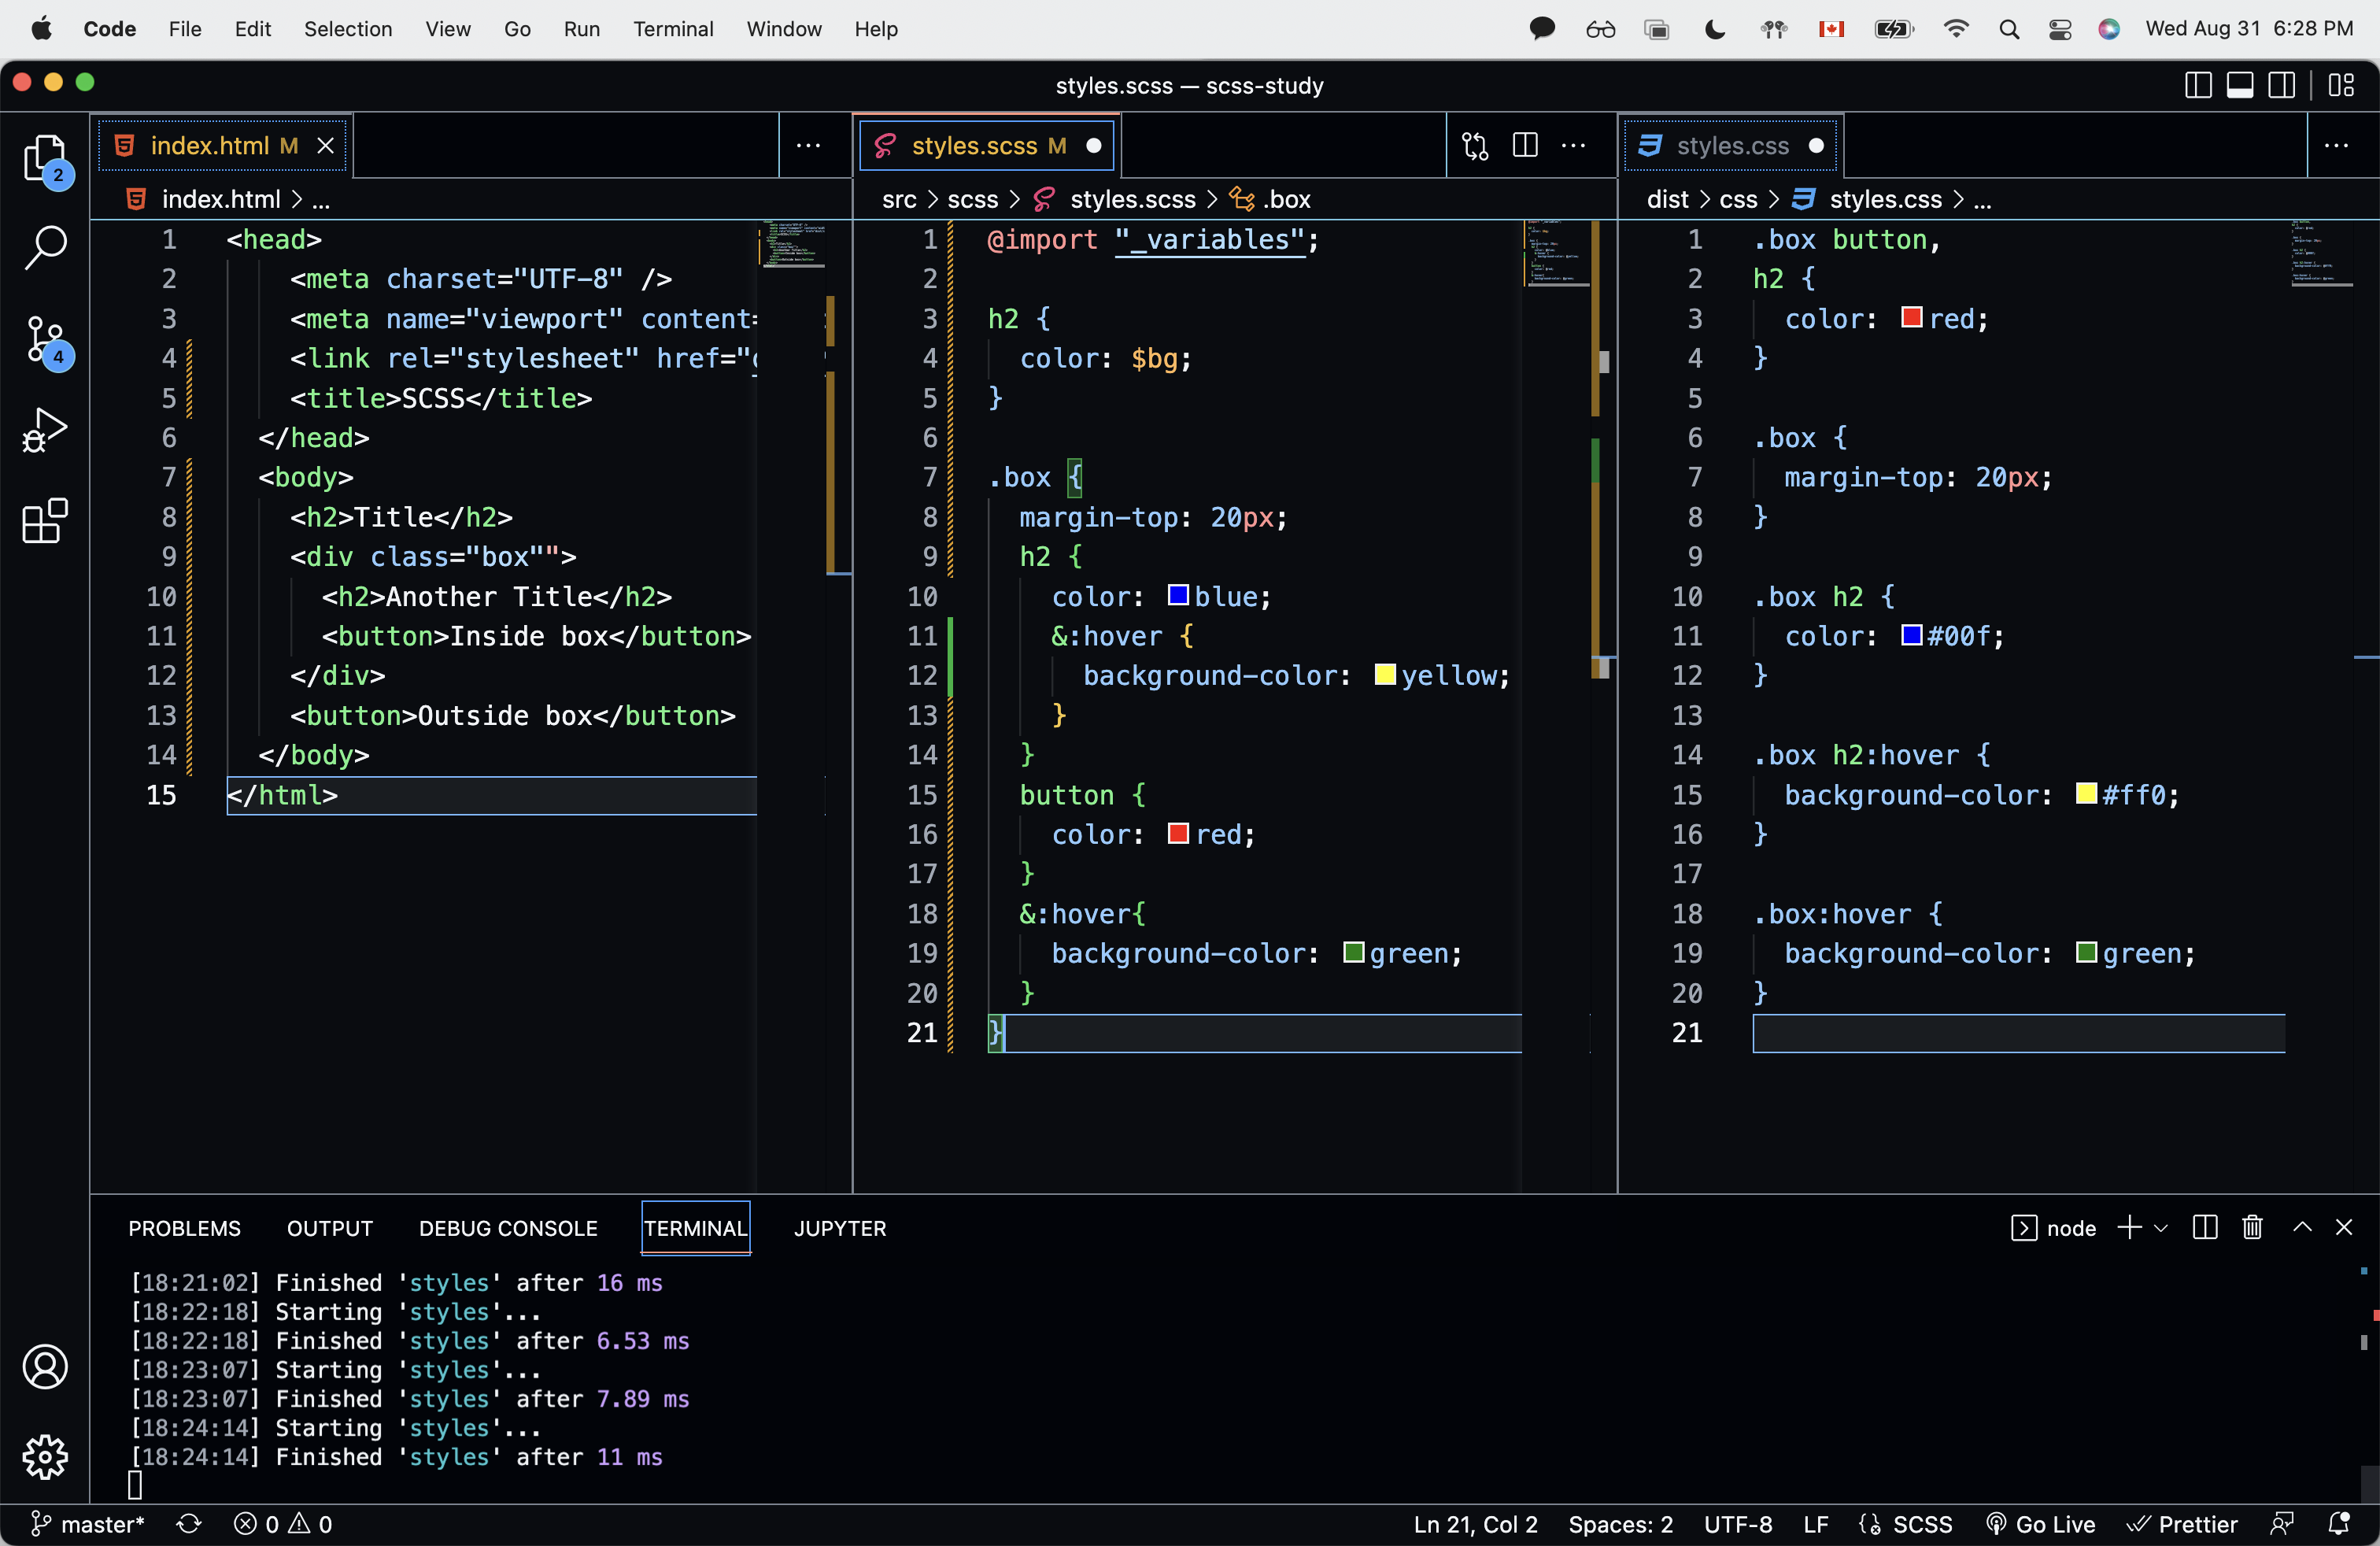 Code File Edit Selection View Go Run Terminal Window Help Wed Aug 31 6:28 PM
styles.scss — scss-study
index.html M
styles.scss M
styles.css
index.html > ...
src > scss > styles.scss > .box
dist > css > styles.css > ...
2
4
1 <head>
2 <meta charset="UTF-8" />
3 <meta name="viewport" content=
4 <link rel="stylesheet" href="
5 <title>SCSS</title>
6 </head>
7 <body>
8 <h2>Title</h2>
9 <div class="box"">
10 <h2>Another Title</h2>
11 <button>Inside box</button>
12 </div>
13 <button>Outside box</button>
14 </body>
15 </html>
1 @import "_variables";
2
3 h2 {
4 color: $bg;
5 }
6
7 .box {
8 margin-top: 20px;
9 h2 {
10 color: blue;
11 &:hover {
12 background-color: yellow;
13 }
14 }
15 button {
16 color: red;
17 }
18 &:hover{
19 background-color: green;
20 }
21 }
1 .box button,
2 h2 {
3 color: red;
4 }
5
6 .box {
7 margin-top: 20px;
8 }
9
10 .box h2 {
11 color: #00f;
12 }
13
14 .box h2:hover {
15 background-color: #ff0;
16 }
17
18 .box:hover {
19 background-color: green;
20 }
21
PROBLEMS OUTPUT DEBUG CONSOLE TERMINAL JUPYTER node
[18:21:02] Finished 'styles' after 16 ms
[18:22:18] Starting 'styles'...
[18:22:18] Finished 'styles' after 6.53 ms
[18:23:07] Starting 'styles'...
[18:23:07] Finished 'styles' after 7.89 ms
[18:24:14] Starting 'styles'...
[18:24:14] Finished 'styles' after 11 ms
master* 0 0 Ln 21, Col 2 Spaces: 2 UTF-8 LF SCSS Go Live Prettier